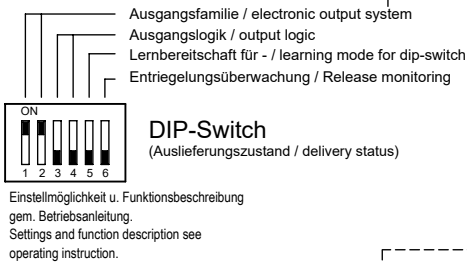 Ausgangsfamilie / electronic output system
Ausgangslogik / output logic
Lernbereitschaft für - / learning mode for dip-switch
Entriegelungsüberwachung / Release monitoring
ON
1 2 3 4 5 6
DIP-Switch
(Auslieferungszustand / delivery status)
Einstellmöglichkeit u. Funktionsbeschreibung
gem. Betriebsanleitung.
Settings and function description see
operating instruction.